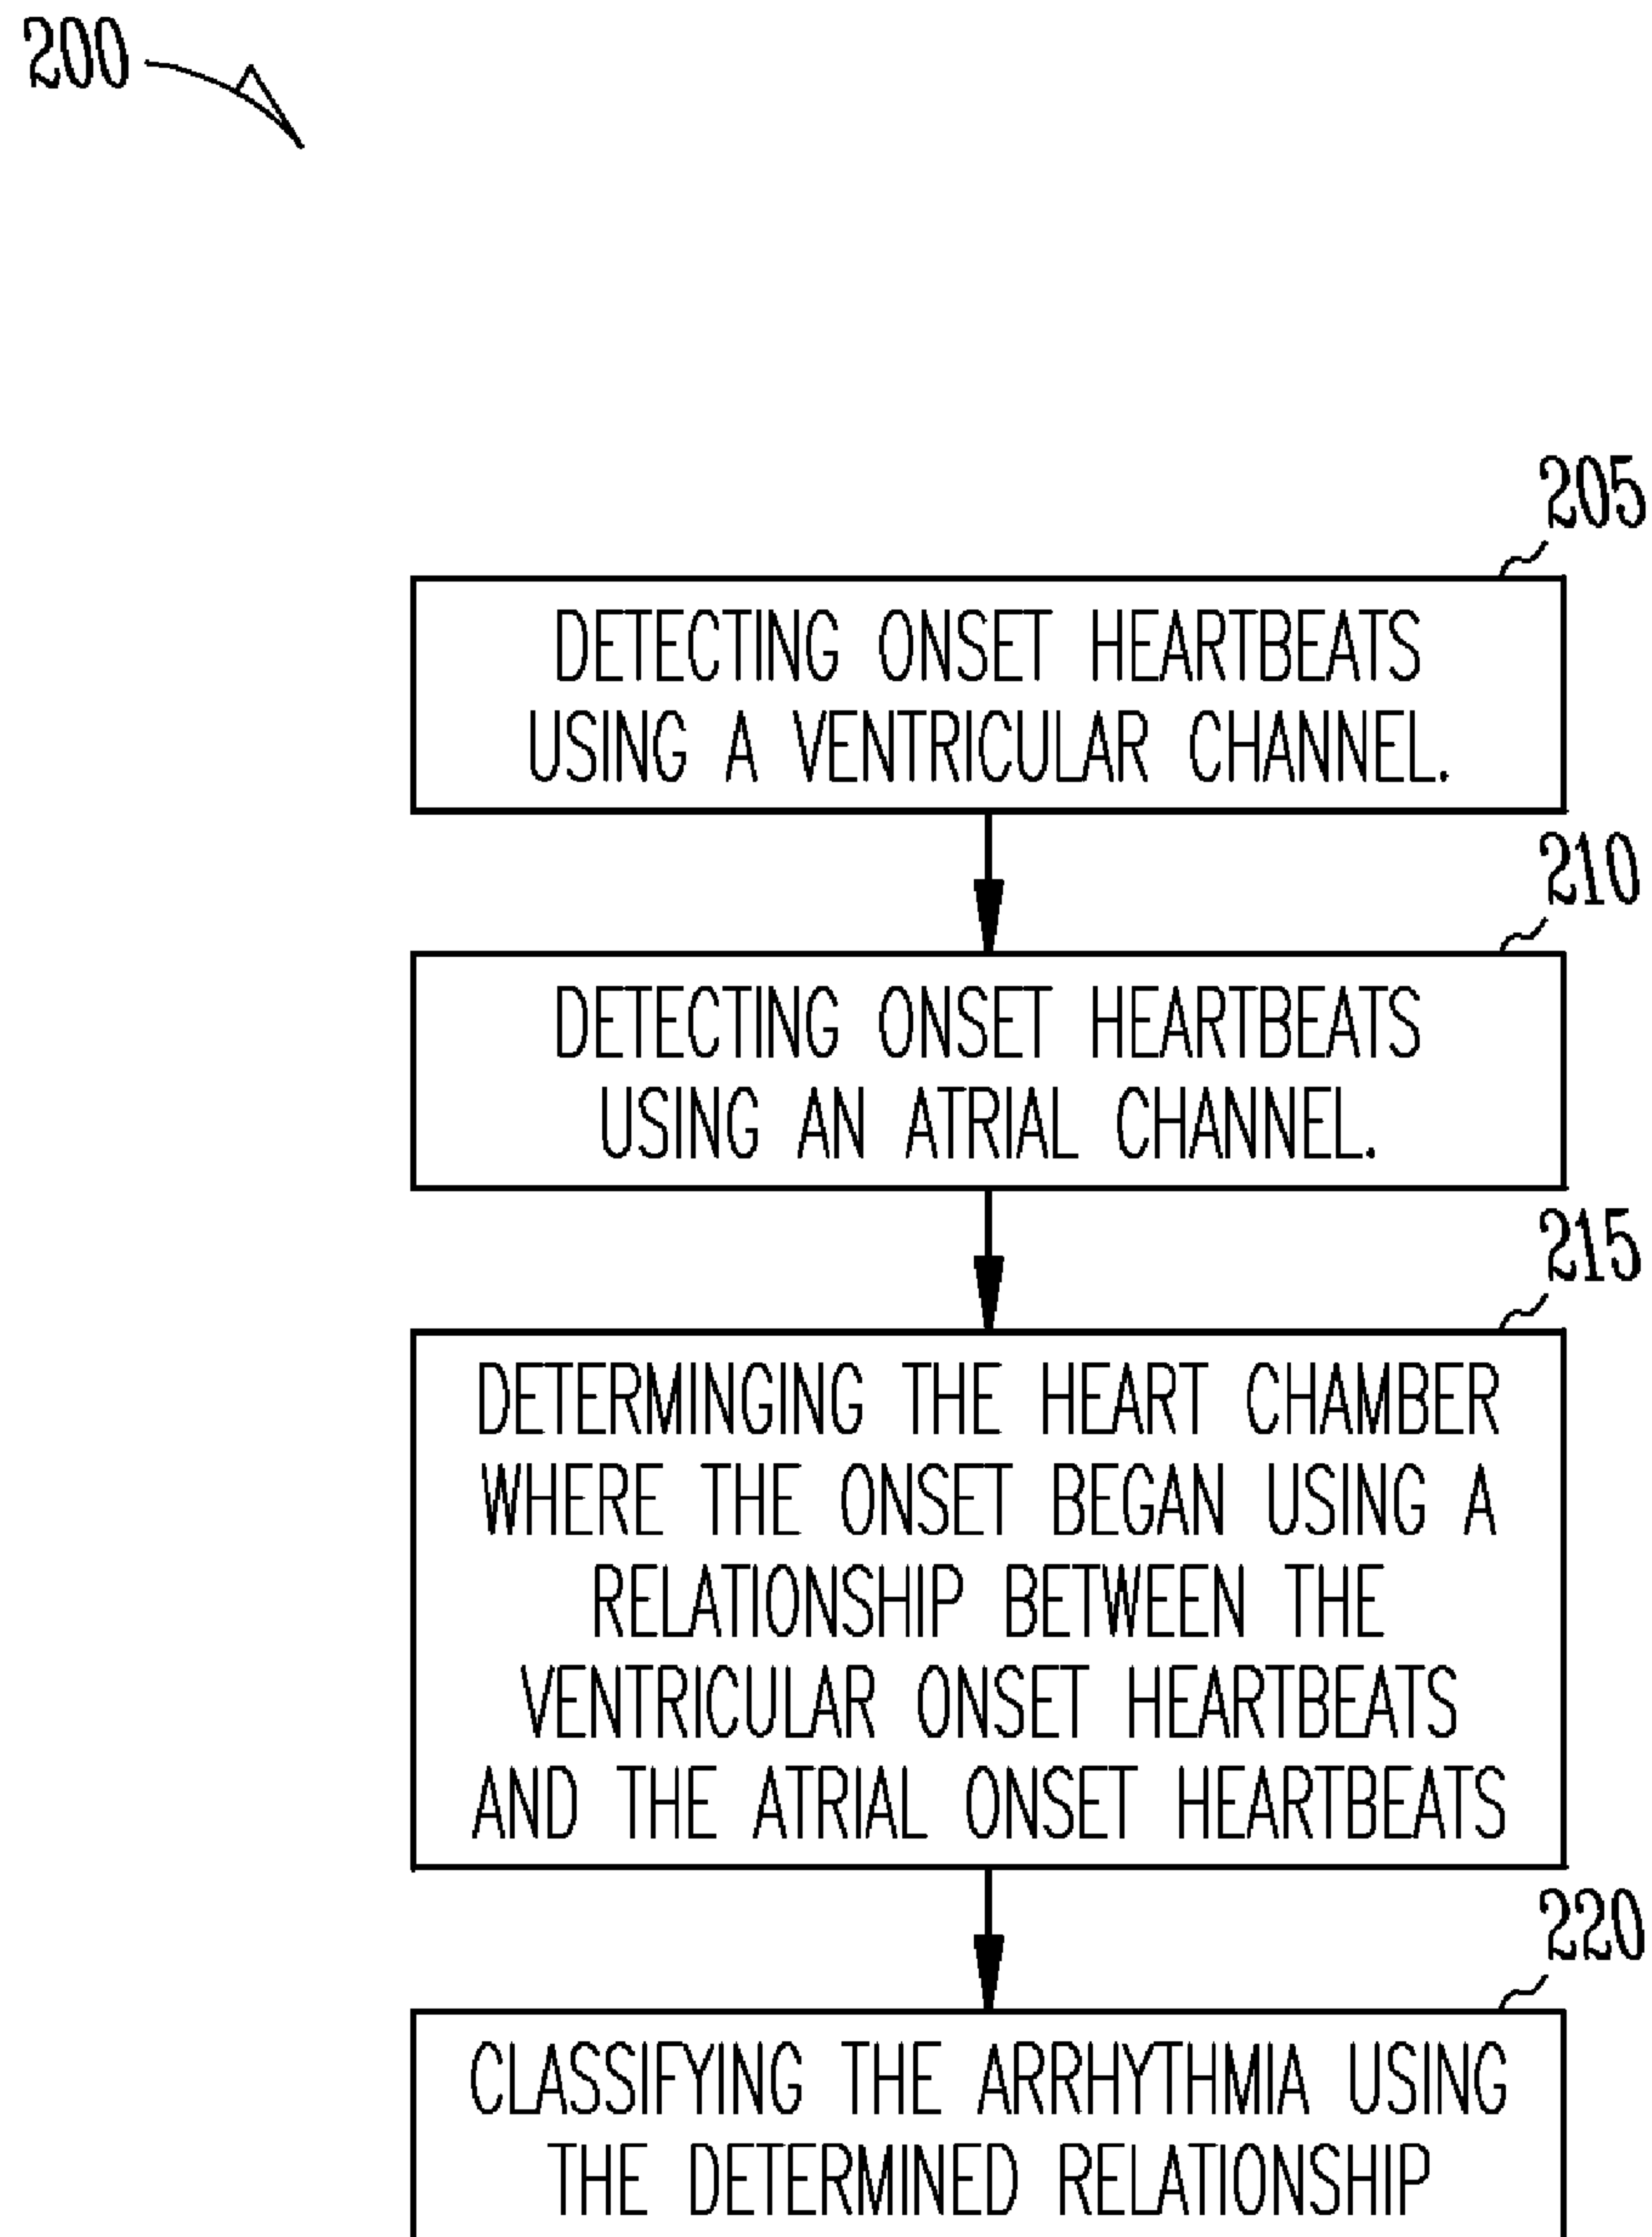 200
205
DETECTING ONSET HEARTBEATS
USING A VENTRICULAR CHANNEL.
210
DETECTING ONSET HEARTBEATS
USING AN ATRIAL CHANNEL.
215
DETERMINGING THE HEART CHAMBER
WHERE THE ONSET BEGAN USING A
RELATIONSHIP BETWEEN THE
VENTRICULAR ONSET HEARTBEATS
AND THE ATRIAL ONSET HEARTBEATS
220
CLASSIFYING THE ARRHYTHMIA USING
THE DETERMINED RELATIONSHIP